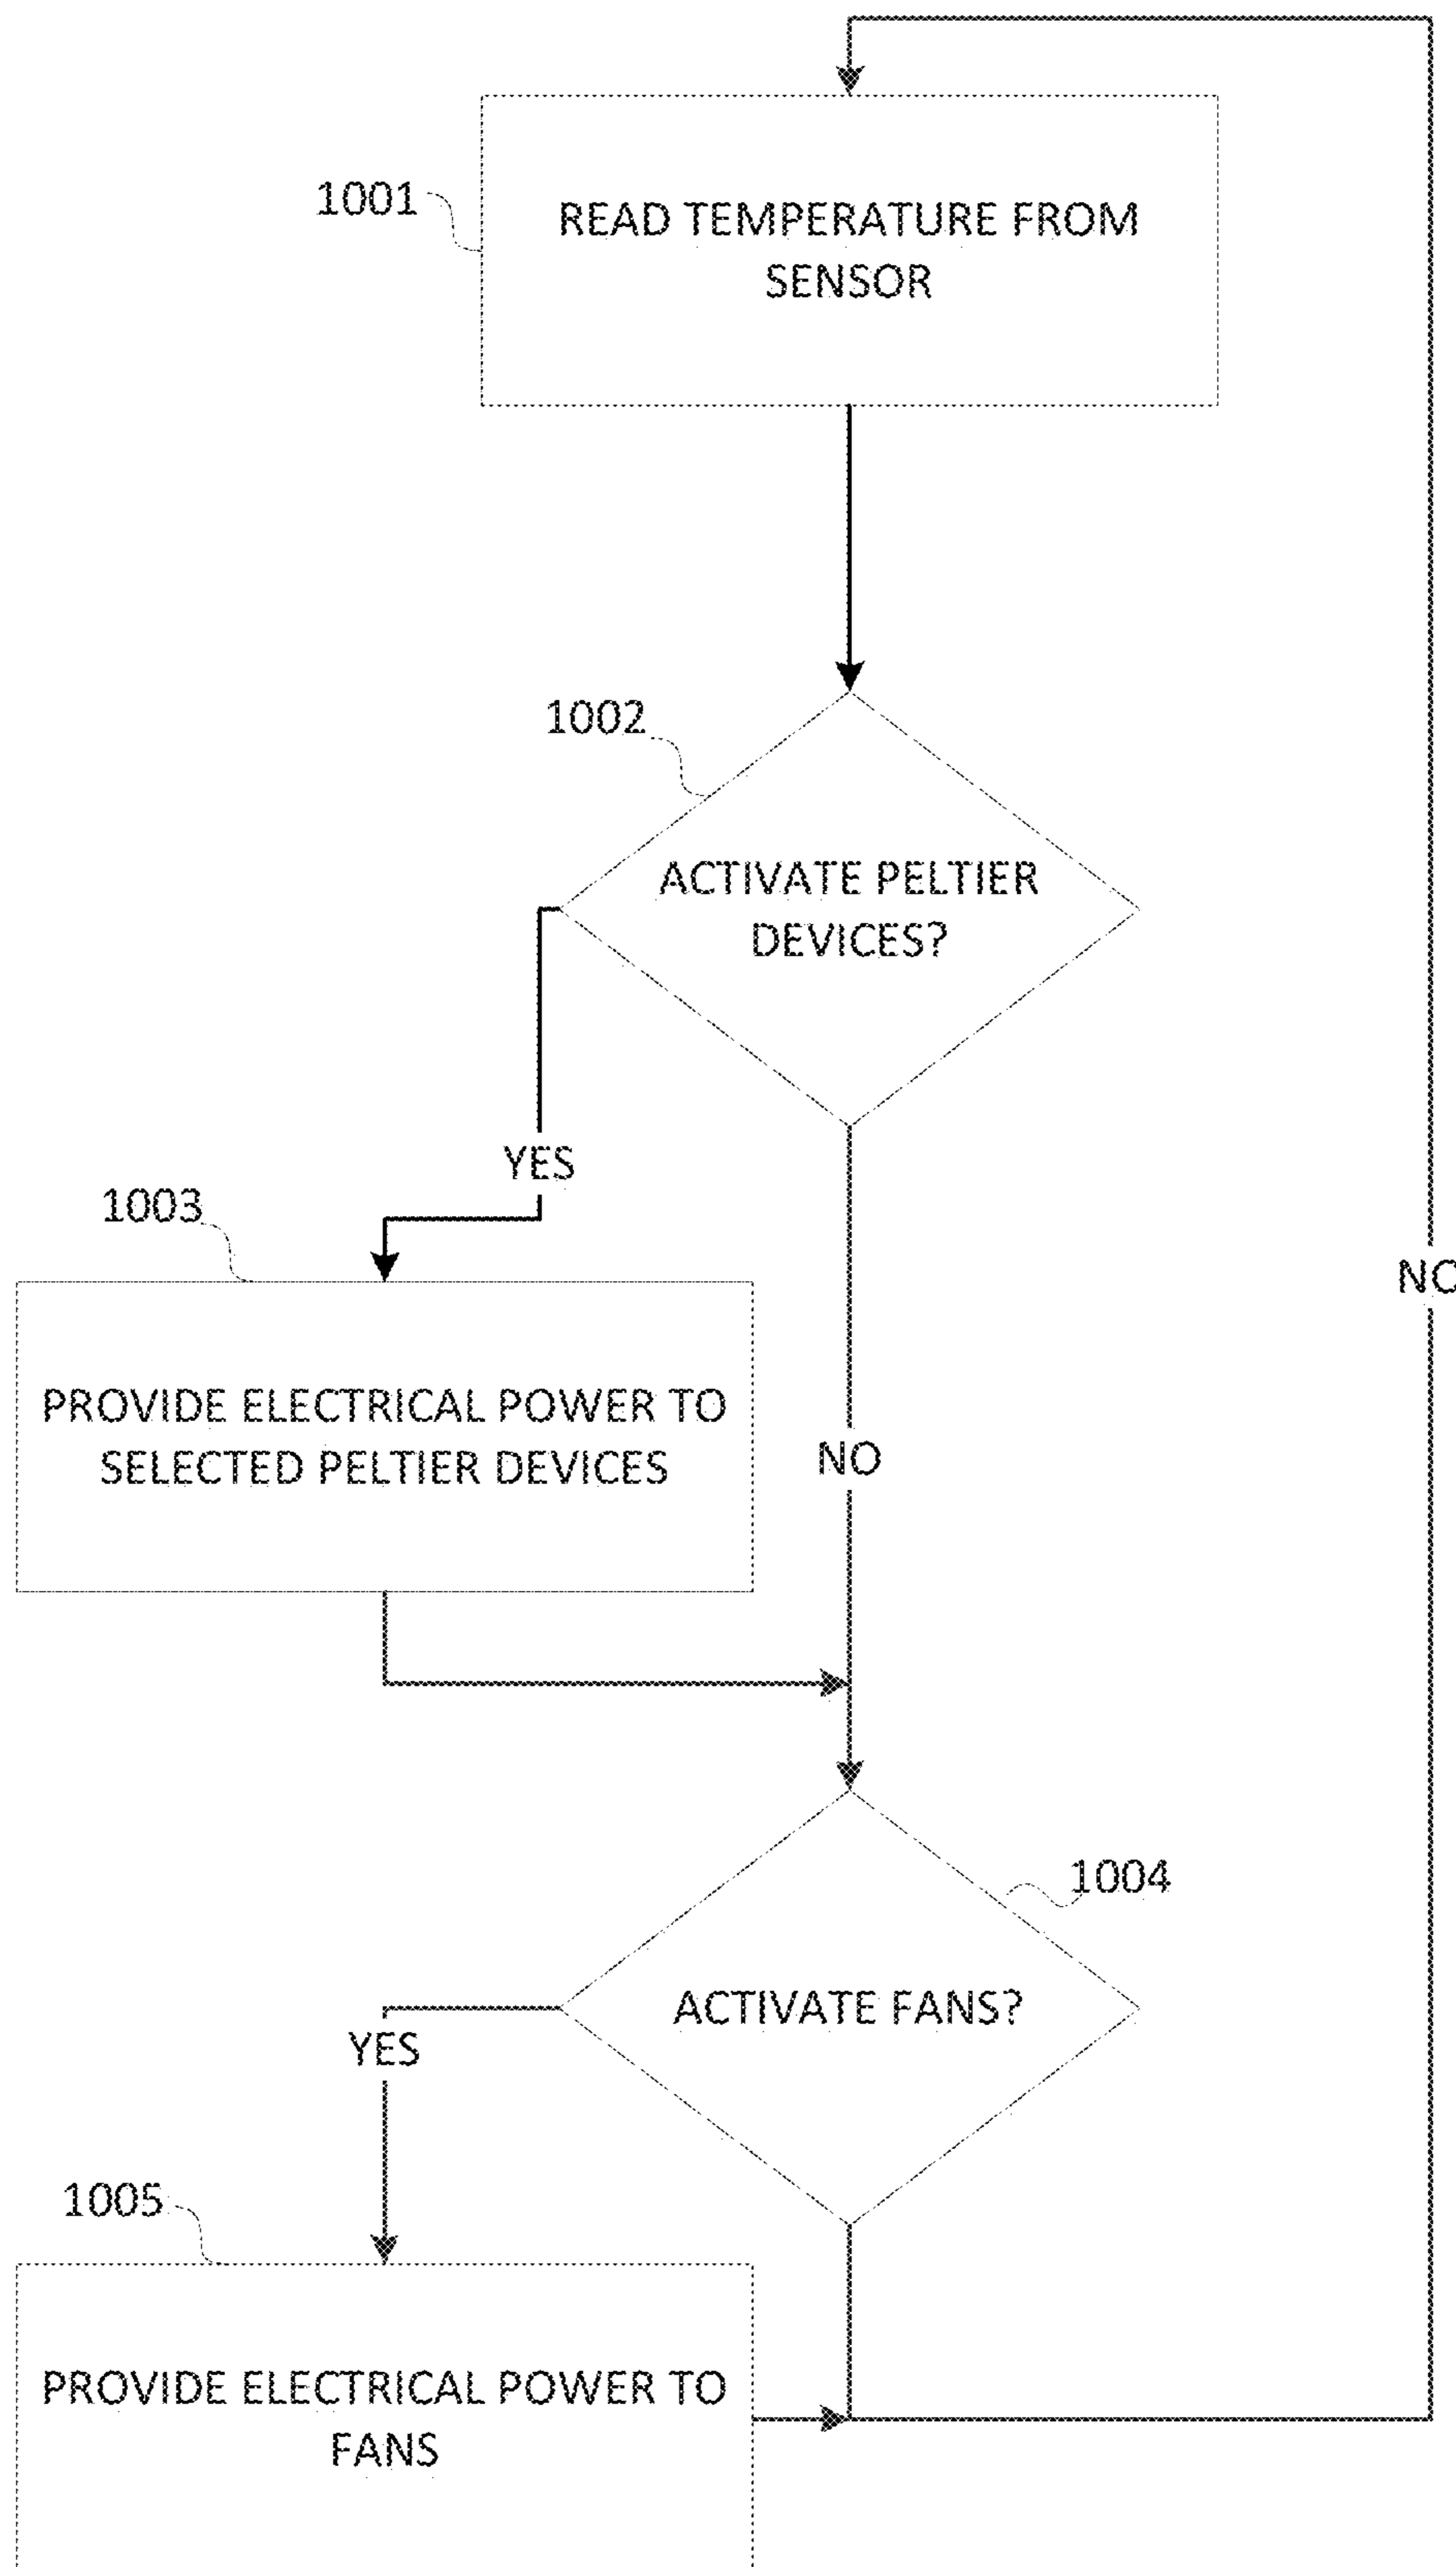 1001
READ TEMPERATURE FROM
SENSOR
1002
ACTIVATE PELTIER
DEVICES?
YES
1003
NO
PROVIDE ELECTRICAL POWER TO
SELECTED PELTIER DEVICES
NO
1004
ACTIVATE FANS?
YES
1005
PROVIDE ELECTRICAL POWER TO
FANS